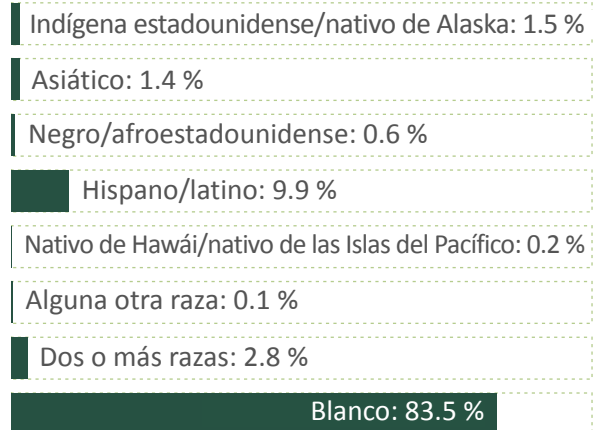 Indígena estadounidense/nativo de Alaska: 1.5 %
Asiático: 1.4 %
Negro/afroestadounidense: 0.6 %
Hispano/latino: 9.9 %
Nativo de Hawái/nativo de las Islas del Pacífico: 0.2 %
Alguna otra raza: 0.1 %
Dos o más razas: 2.8 %
Blanco: 83.5 %